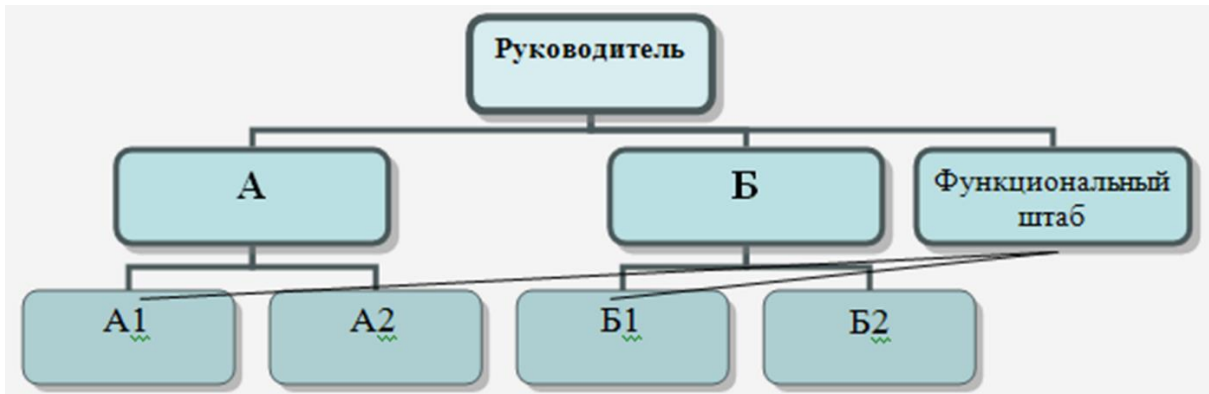 Руководитель
А
Б
Функциональный
штаб
А1
А2
Б1
Б2